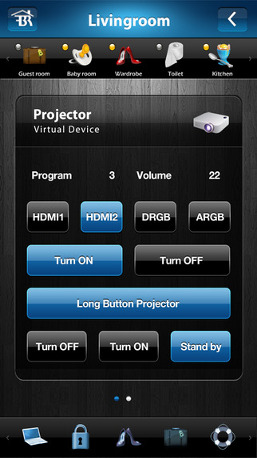 Livingroom
Guest room Baby room Wardrobe Toilet Kitchen
Projector
Virtual Device
Program 3 Volume 22
HDMI1 HDMI2 DRGB ARGB
Turn ON Turn OFF
Long Button Projector
Turn OFF Turn ON Stand by